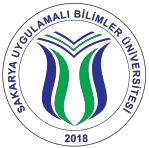 SAKARYA UYGULAMALI BİLİMLER ÜNİVERSİTESİ
2018